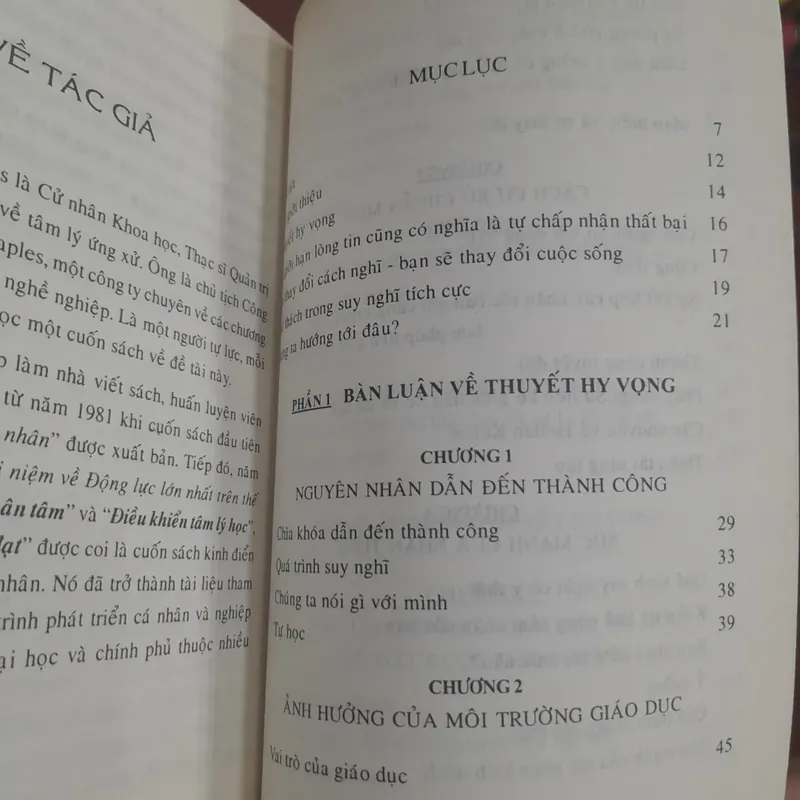 VỀ TÁC GIẢ
s là Cử nhân Khoa học, Thạc sĩ Quản trị
về tâm lý ứng xử. Ông là chủ tịch Công
aples, một công ty chuyên về các chương
nghề nghiệp. Là một người tự lực, mỗi
ọc một cuốn sách về đề tài này.
làm nhà viết sách, huấn luyện viên
từ năm 1981 khi cuốn sách đầu tiên
nhân” được xuất bản. Tiếp đó, năm
i niệm về Động lực lớn nhất trên thế
ân tâm” và “Điều khiển tâm lý học”,
đạt” được coi là cuốn sách kinh điển
nhân. Nó đã trở thành tài liệu tham
trình phát triển cá nhân và nghiệp
ại học và chính phủ thuộc nhiều
MỤC LỤC
7
giới thiệu 12
hy vọng 14
bạn lòng tin cũng có nghĩa là tự chấp nhận thất bại 16
thay đổi cách nghĩ - bạn sẽ thay đổi cuộc sống 17
thách trong suy nghĩ tích cực 19
ng ta hướng tới đâu? 21
PHẦN 1 BÀN LUẬN VỀ THUYẾT HY VỌNG
CHƯƠNG 1
NGUYÊN NHÂN DẪN ĐẾN THÀNH CÔNG
Chìa khóa dẫn đến thành công 29
Quá trình suy nghĩ 33
Chúng ta nói gì với mình 38
Tự học 39
CHƯƠNG 2
ẢNH HƯỞNG CỦA MÔI TRƯỜNG GIÁO DỤC
Vai trò của giáo dục 45